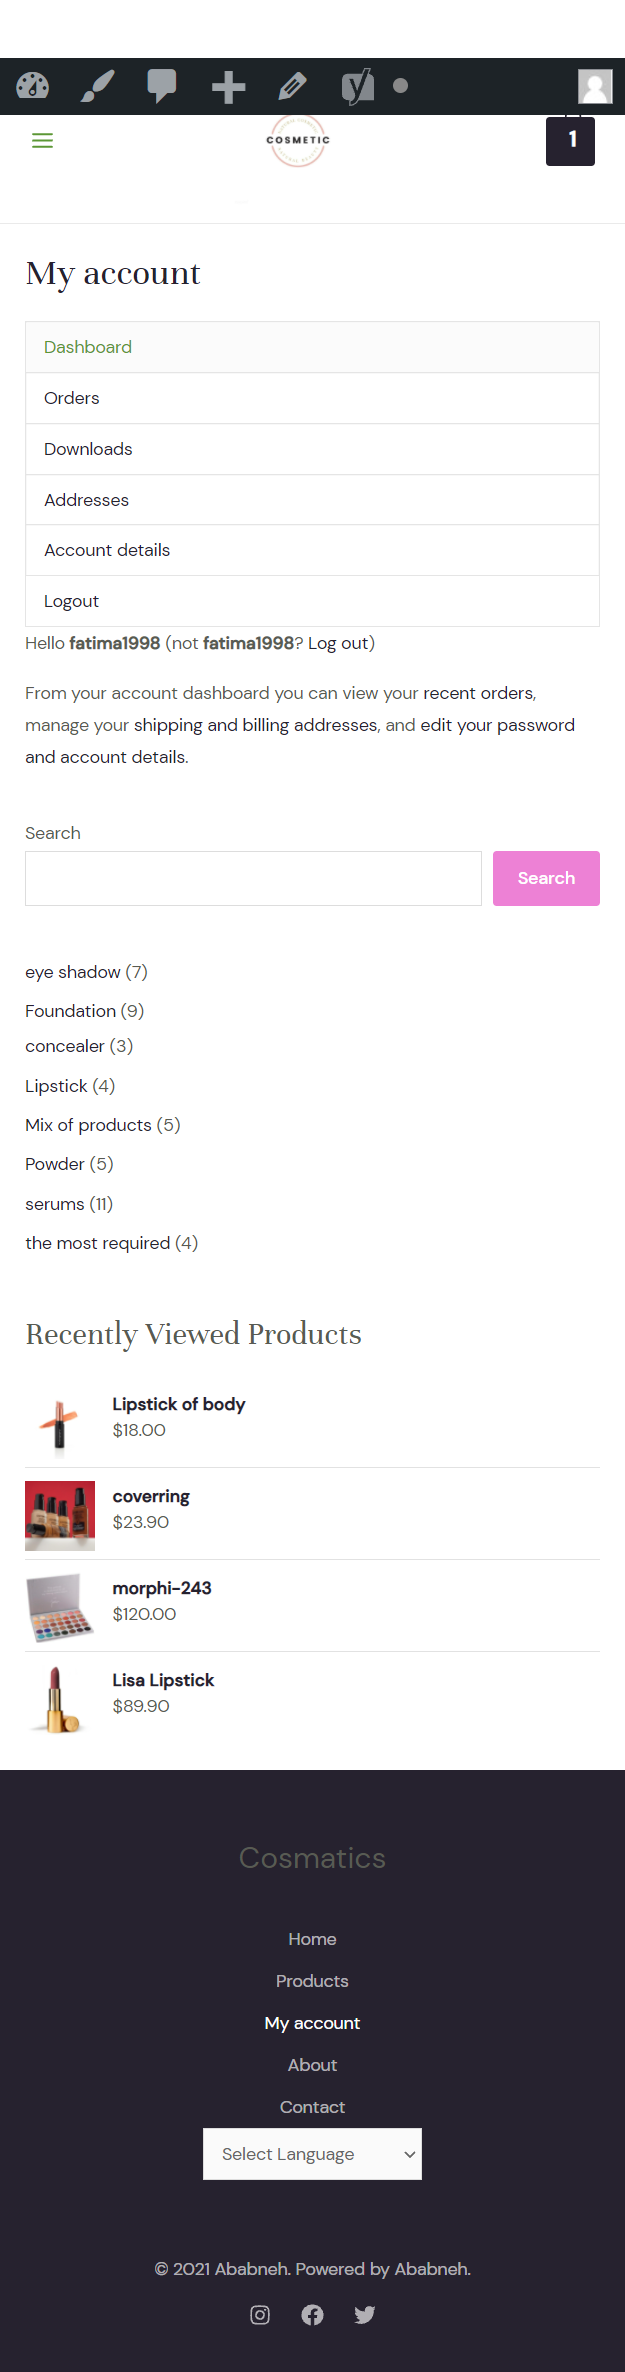 COSMETIC
1
My account
Dashboard
Orders
Downloads
Addresses
Account details
Logout
Hello fatima1998 (not fatima1998? Log out)
From your account dashboard you can view your recent orders,
manage your shipping and billing addresses, and edit your password
and account details.
Search
Search
eye shadow (7)
Foundation (9)
concealer (3)
Lipstick (4)
Mix of products (5)
Powder (5)
serums (11)
the most required (4)
Recently Viewed Products
Lipstick of body
$18.00
coverring
$23.90
morphi-243
$120.00
Lisa Lipstick
$89.90
Cosmatics
Home
Products
My account
About
Contact
Select Language
© 2021 Ababneh. Powered by Ababneh.